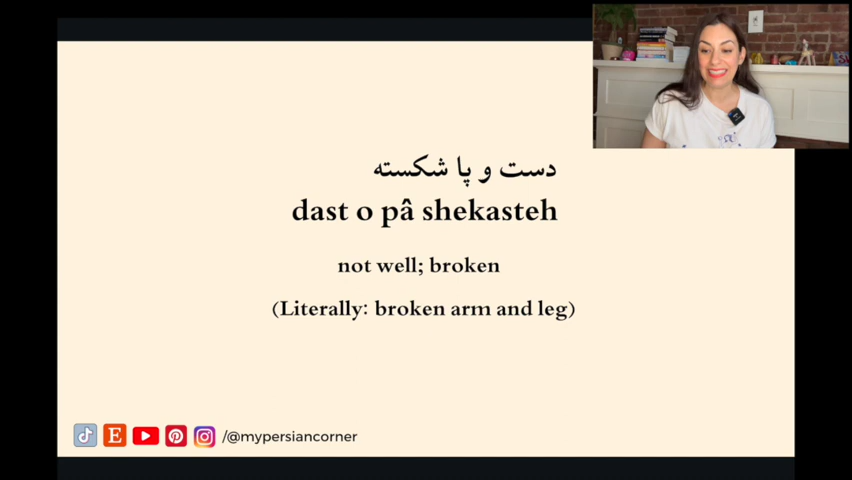 دست و پا شکسته
dast o pâ shekasteh
not well; broken
(Literally: broken arm and leg)
/@mypersiancorner